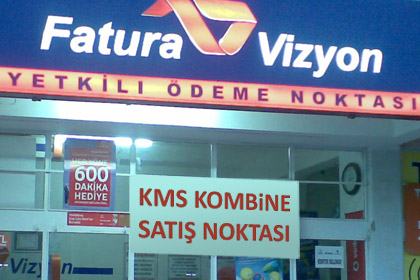 Fatura Vizyon
YETKİLİ ÖDEME NOKTASI
600
DAKİKA
HEDİYE
KMS KOMBİNE
SATIŞ NOKTASI
Vizyon